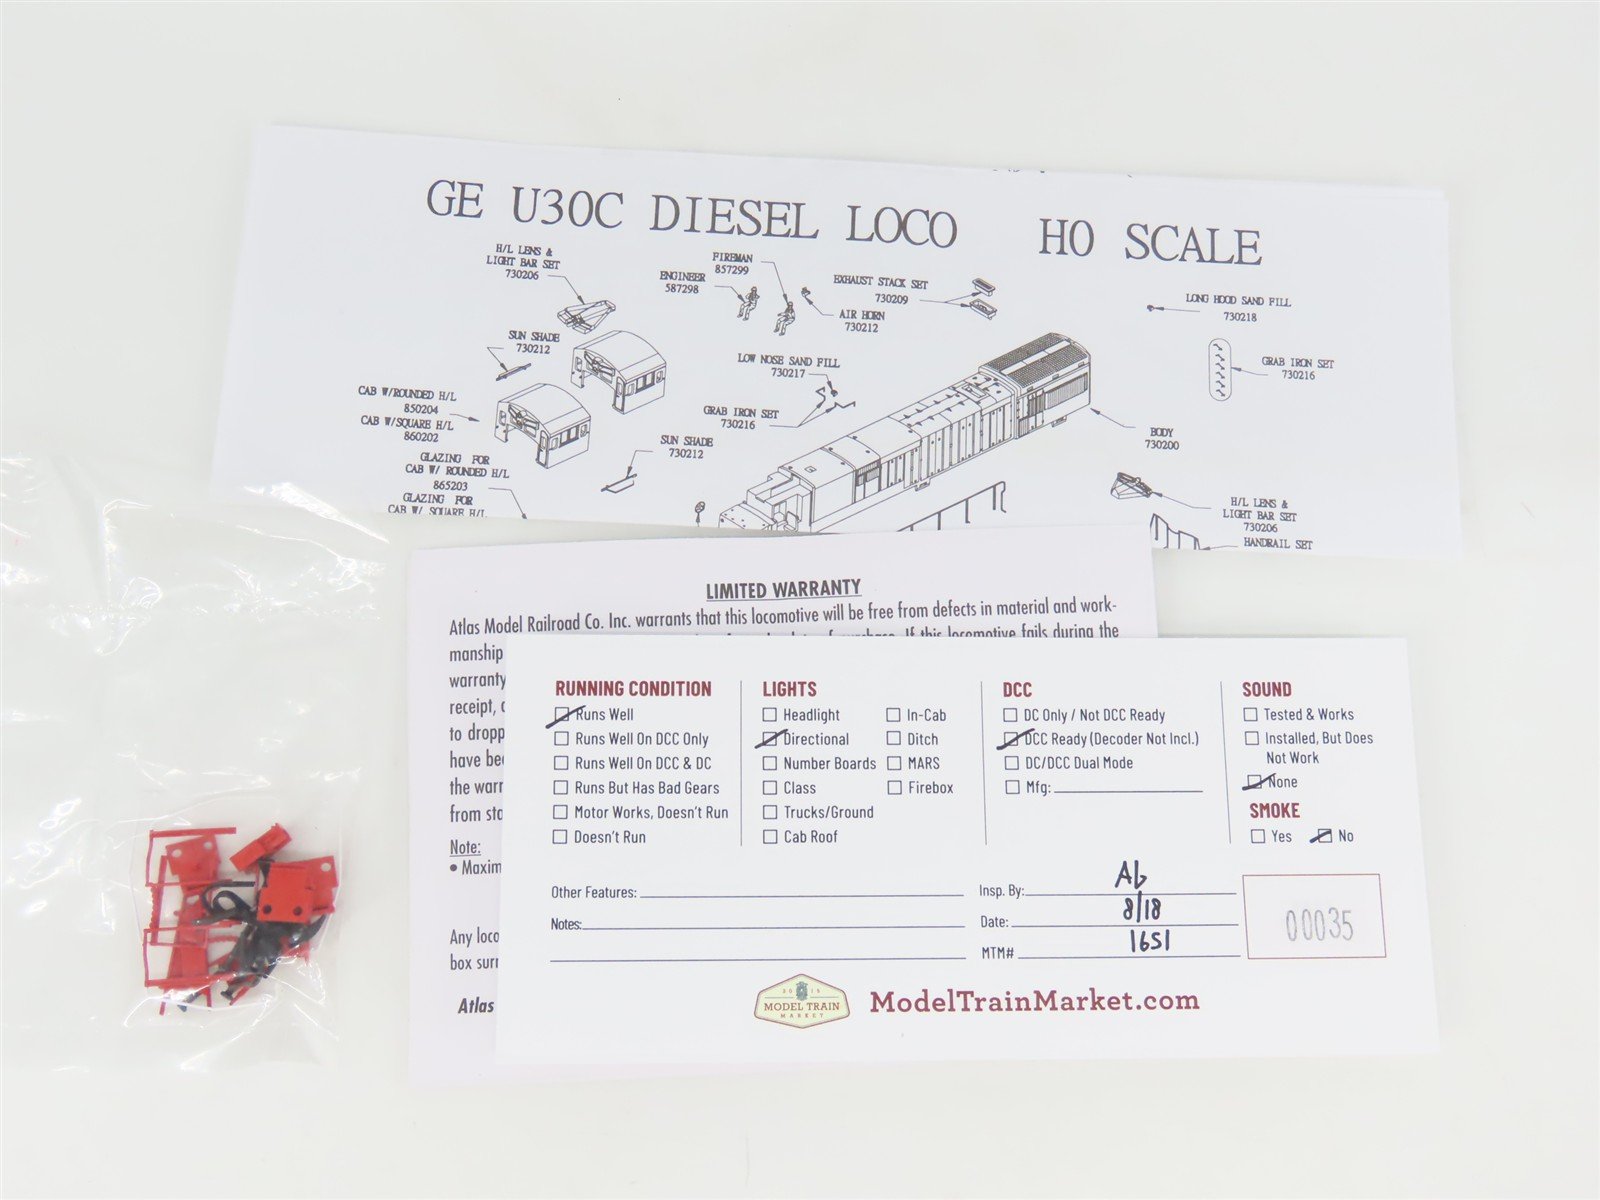 GE U30C DIESEL LOCO HO SCALE
H/L LENS &
LIGHT BAR SET
730206
FIREMAN
857299
ENGINEER
587298
EXHAUST STACK SET
730209
AIR HORN
730212
LONG HOOD SAND FILL
730218
SUN SHADE
730212
LOW NOSE SAND FILL
730217
GRAB IRON SET
730216
CAB W/ROUNDED H/L
850204
CAB W/SQUARE H/L
860202
GRAB IRON SET
730216
SUN SHADE
730212
BODY
730200
GLAZING FOR
CAB W/ ROUNDED H/L
865203
GLAZING FOR
CAB W/ SQUARE H/L
H/L LENS &
LIGHT BAR SET
730206
HANDRAIL SET
LIMITED WARRANTY
Atlas Model Railroad Co. Inc. warrants that this locomotive will be free from defects in material and work-
manship purchase. If this locomotive fails during the
warranty
receipt,
to dropp
have bee
the warr
from sta
Note:
• Maxim
Any loco
box surr
Atlas
RUNNING CONDITION
Runs Well
Runs Well On DCC Only
Runs Well On DCC & DC
Runs But Has Bad Gears
Motor Works, Doesn't Run
Doesn't Run
LIGHTS
Headlight
Directional
Number Boards
Class
Trucks/Ground
Cab Roof
In-Cab
Ditch
MARS
Firebox
DCC
DC Only / Not DCC Ready
DCC Ready (Decoder Not Incl.)
DC/DCC Dual Mode
Mfg:
SOUND
Tested & Works
Installed, But Does
Not Work
None
SMOKE
Yes No
Other Features:
Notes:
Insp. By: AG
Date: 8/18
MTM# 1651
00035
2015
MODEL TRAIN
MARKET
ModelTrainMarket.com